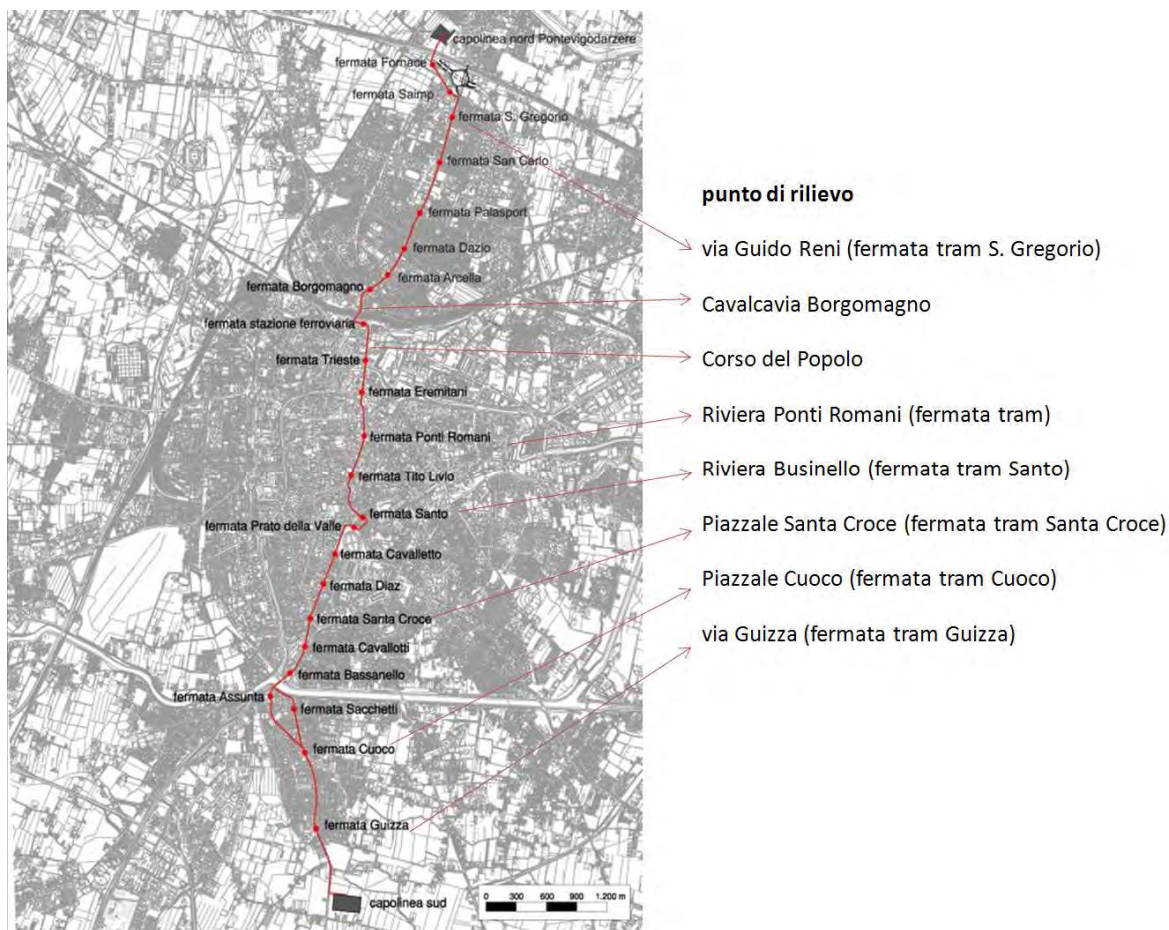 capolinea nord Pontevigodarzere
fermata Fornace
fermata Saimp
fermata S. Gregorio
fermata San Carlo
fermata Palasport
fermata Dazio
fermata Arcella
fermata Borgomagno
fermata stazione ferroviaria
fermata Trieste
fermata Eremitani
fermata Ponti Romani
fermata Tito Livio
fermata Santo
fermata Prato della Valle
fermata Cavalletto
fermata Diaz
fermata Santa Croce
fermata Cavallotti
fermata Bassanello
fermata Assunta
fermata Sacchetti
fermata Cuoco
fermata Guizza
capolinea sud
0 300 600 900 1.200 m
punto di rilievo
via Guido Reni (fermata tram S. Gregorio)
Cavalcavia Borgomagno
Corso del Popolo
Riviera Ponti Romani (fermata tram)
Riviera Businello (fermata tram Santo)
Piazzale Santa Croce (fermata tram Santa Croce)
Piazzale Cuoco (fermata tram Cuoco)
via Guizza (fermata tram Guizza)